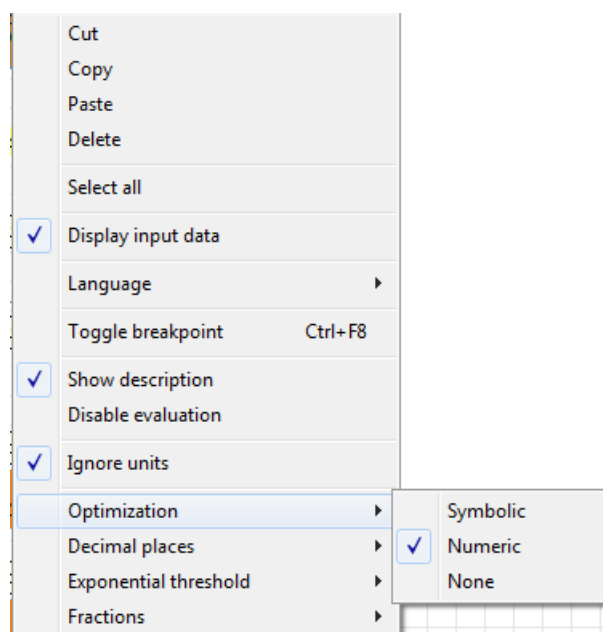 Cut
Copy
Paste
Delete
Select all
Display input data
Language
Toggle breakpoint Ctrl+F8
Show description
Disable evaluation
Ignore units
Optimization Symbolic
Decimal places Numeric
Exponential threshold None
Fractions